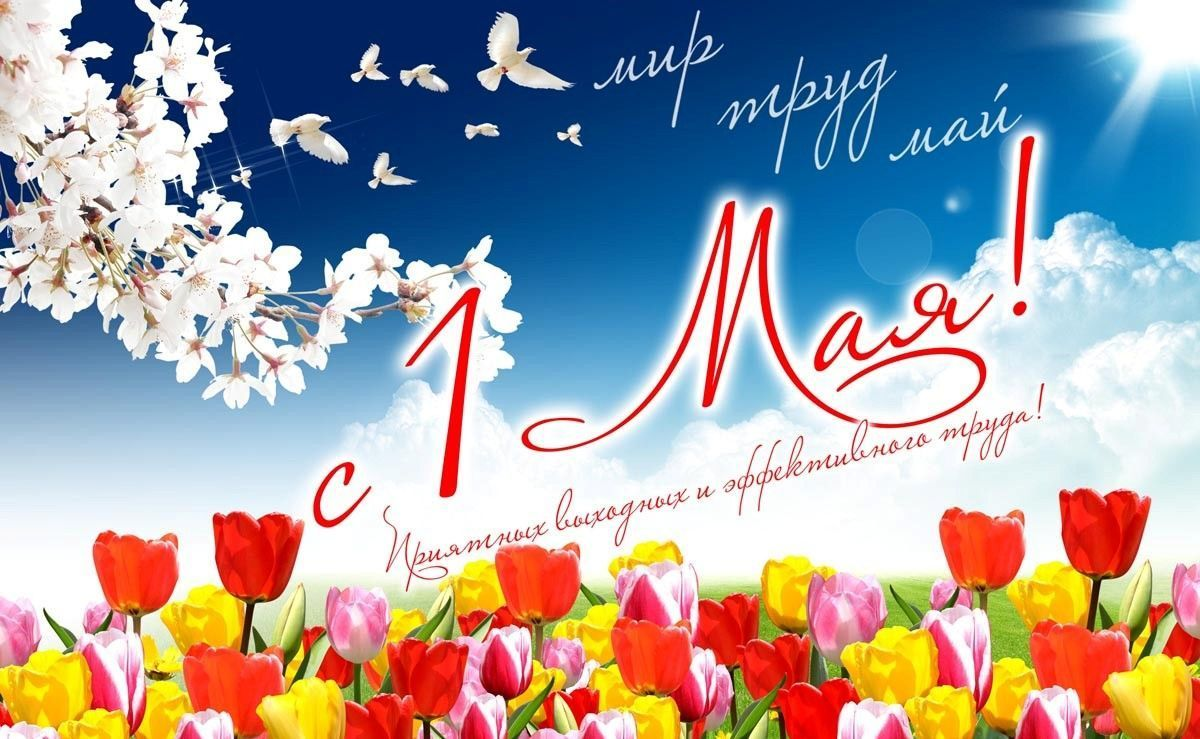 мир
труд
май
с 1 Мая!
Приятных выходных и эффективного труда!